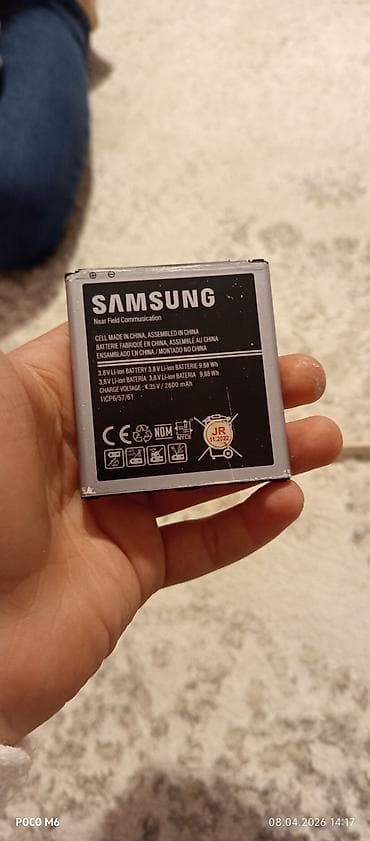 SAMSUNG
Near Field Communication
CELL MADE IN CHINA, ASSEMBLED IN CHINA
BATTERIE FABRIQUÉ EN CHINA, ASSEMBLÉ AU CHINA
ENSAMBLADO EN CHINA / MONTADO NO CHINA
3.8V Li-ion BATTERY 3.8 V Li-ion BATTERIE 9.88 Wh
3,8V Li-ion BATERÍA 3,8 V Li-ion BATERIA 9,88 Wh
CHARGE VOLTAGE : 4.35V / 2600 mAh
1ICP6/57/61
CE NOM NYCE
JR
11.2022
POCO M6
08.04.2026 14:17